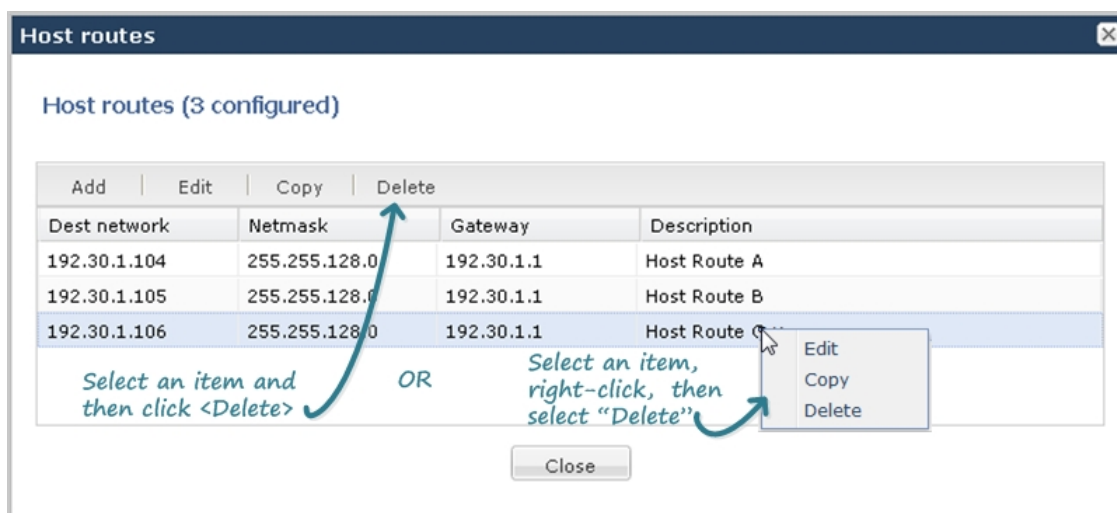 Host routes
Host routes (3 configured)
Add Edit Copy Delete
Dest network Netmask Gateway Description
192.30.1.104 255.255.128.0 192.30.1.1 Host Route A
192.30.1.105 255.255.128.0 192.30.1.1 Host Route B
192.30.1.106 255.255.128.0 192.30.1.1 Host Route
Edit
Copy
Delete
Select an item and
then click <Delete>
OR
Select an item,
right-click, then
select “Delete”
Close